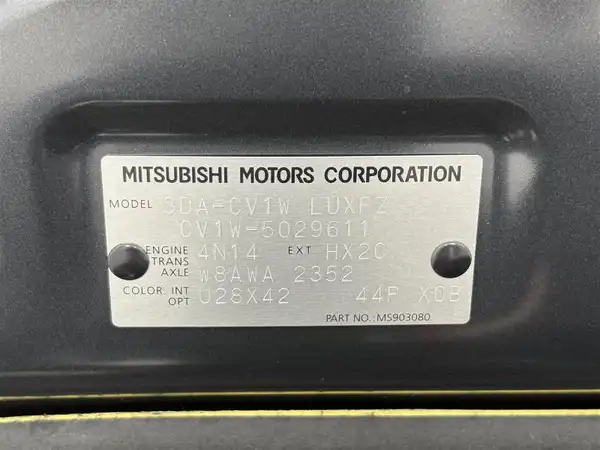 MITSUBISHI MOTORS CORPORATION
MODEL 3DA-CV1W LUXFZ
CV1W-5029611
ENGINE 4N14 EXT HX2C
TRANS AXLE W8AWA 2352
COLOR, INT OPT U28X42 44P X0B
PART NO.: MS903080